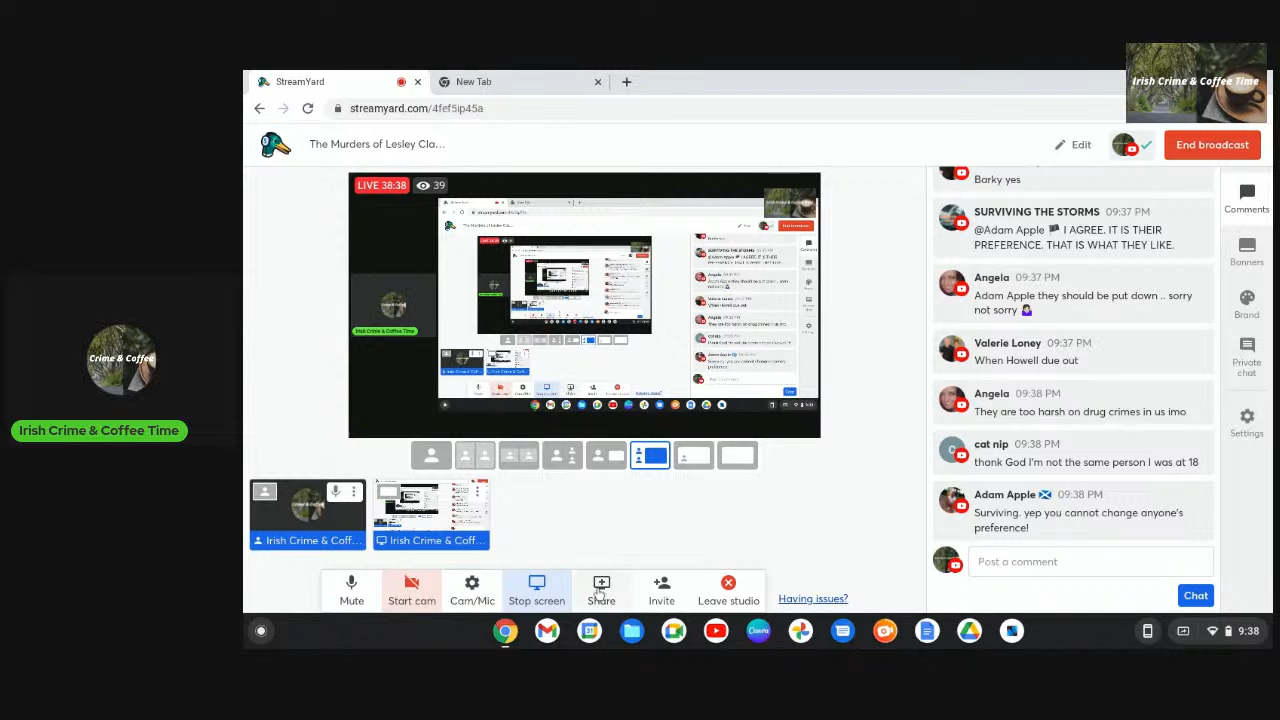 Irish Crime & Coffee Time
StreamYard
New Tab
streamyard.com/4fef5ip45a
The Murders of Lesley Cla...
Edit
End broadcast
LIVE 38:38
39
Barky yes
SURVIVING THE STORMS 09:37 PM
@Adam Apple 🏴 I AGREE. IT IS THEIR
PREFERENCE. THAT IS WHAT THEY LIKE.
Angela 09:37 PM
Adam Apple they should be put down .. sorry
not sorry 🤷‍♀️
Valerie Loney 09:37 PM
When Howell due out
Angela 09:38 PM
They are too harsh on drug crimes in us imo
cat nip 09:38 PM
thank God I'm not the same person I was at 18
Adam Apple 🏴󠁧󠁢󠁳󠁣󠁴󠁿 09:38 PM
Surviving. yep you cannot change anyone's
preference!
Post a comment
Chat
Comments
Banners
Brand
Private
chat
Settings
Crime & Coffee
Irish Crime & Coffee Time
Irish Crime & Coffee Time
Irish Crime & Coff...
Irish Crime & Coff...
Mute
Start cam
Cam/Mic
Stop screen
Share
Invite
Leave studio
Having issues?
Canva
31
9:38